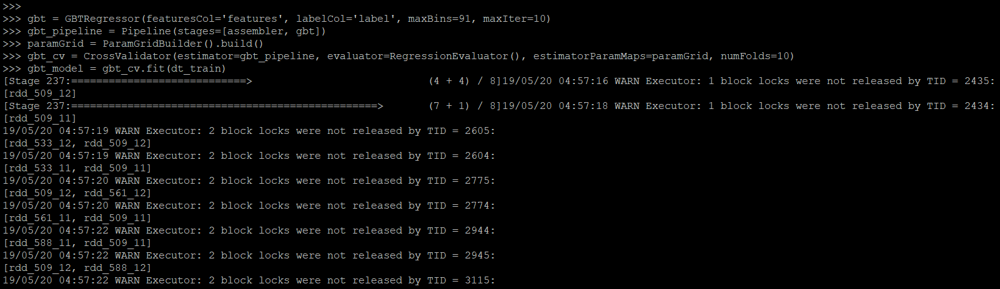 >>>
>>> gbt = GBTRegressor(featuresCol='features', labelCol='label', maxBins=91, maxIter=10)
>>> gbt_pipeline = Pipeline(stages=[assembler, gbt])
>>> paramGrid = ParamGridBuilder().build()
>>> gbt_cv = CrossValidator(estimator=gbt_pipeline, evaluator=RegressionEvaluator(), estimatorParamMaps=paramGrid, numFolds=10)
>>> gbt_model = gbt_cv.fit(dt_train)
[Stage 237:============================>                            (4 + 4) / 8]19/05/20 04:57:16 WARN Executor: 1 block locks were not released by TID = 2435:
[rdd_509_12]
[Stage 237:=================================================>       (7 + 1) / 8]19/05/20 04:57:18 WARN Executor: 1 block locks were not released by TID = 2434:
[rdd_509_11]
19/05/20 04:57:19 WARN Executor: 2 block locks were not released by TID = 2605:
[rdd_533_12, rdd_509_12]
19/05/20 04:57:19 WARN Executor: 2 block locks were not released by TID = 2604:
[rdd_533_11, rdd_509_11]
19/05/20 04:57:20 WARN Executor: 2 block locks were not released by TID = 2775:
[rdd_509_12, rdd_561_12]
19/05/20 04:57:20 WARN Executor: 2 block locks were not released by TID = 2774:
[rdd_561_11, rdd_509_11]
19/05/20 04:57:22 WARN Executor: 2 block locks were not released by TID = 2944:
[rdd_588_11, rdd_509_11]
19/05/20 04:57:22 WARN Executor: 2 block locks were not released by TID = 2945:
[rdd_509_12, rdd_588_12]
19/05/20 04:57:22 WARN Executor: 2 block locks were not released by TID = 3115: